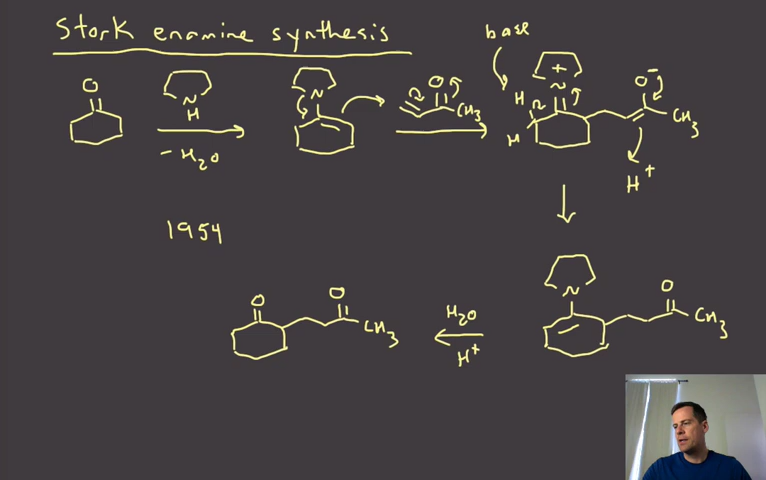 Stork enamine synthesis
base
O
N
H
- H2O
N
O
CH3
+
N
H
H
O-
CH3
H+
1954
O
O
CH3
H2O
H+
N
O
CH3